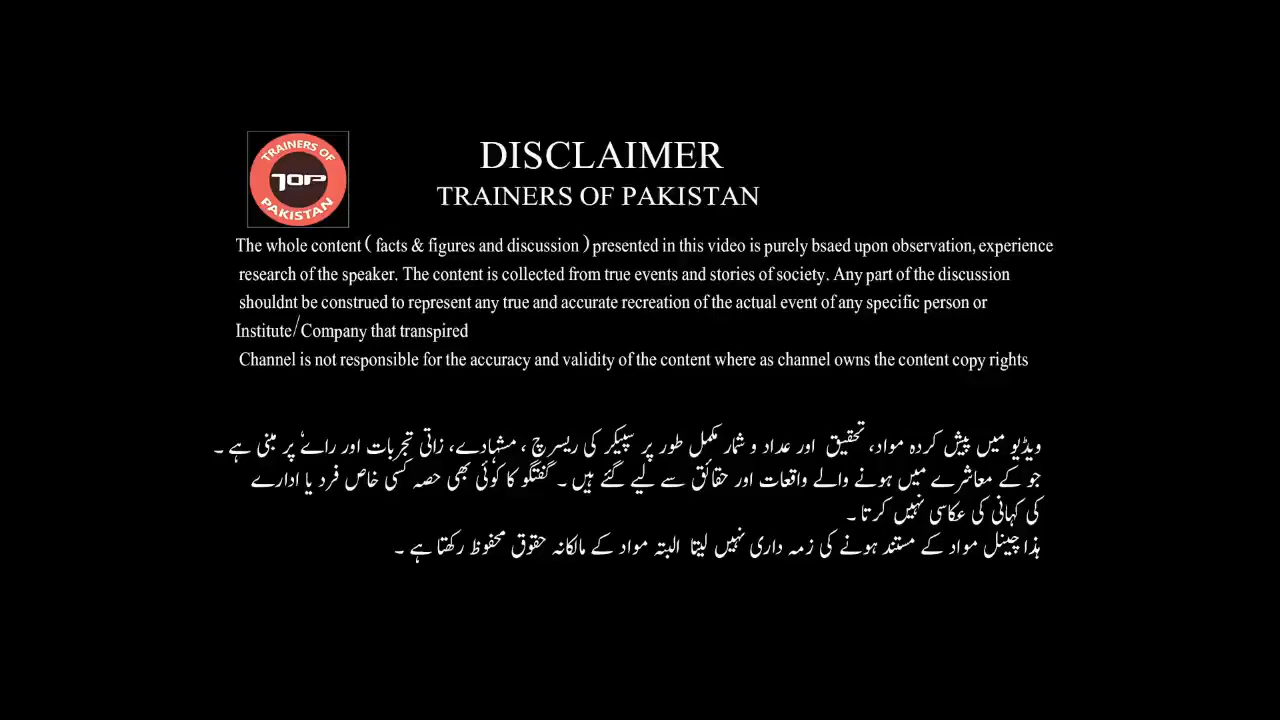 TRAINERS OF
TOP
PAKISTAN
DISCLAIMER
TRAINERS OF PAKISTAN
The whole content ( facts & figures and discussion ) presented in this video is purely bsaed upon observation, experience
research of the speaker. The content is collected from true events and stories of society. Any part of the discussion
shouldnt be construed to represent any true and accurate recreation of the actual event of any specific person or
Institute/Company that transpired
Channel is not responsible for the accuracy and validity of the content where as channel owns the content copy rights
ویڈیو میں پیش کردہ مواد، تحقیق اور عداد و شمار مکمل طور پر سپیکر کی ریسرچ ، مشہادے، زاتی تجربات اور راۓ پر مبنی ہے ۔
جو کے معاشرے میں ہونے والے واقعات اور حقائق سے لیے گئے ہیں ۔ گفتگو کا کوئی بھی حصہ کسی خاص فرد یا ادارے
کی کہانی کی عکاسی نہیں کرتا ۔
ہذا چینل مواد کے مستند ہونے کی زمہ داری نہیں لیتا البتہ مواد کے مالکانہ حقوق محفوظ رکھتا ہے ۔